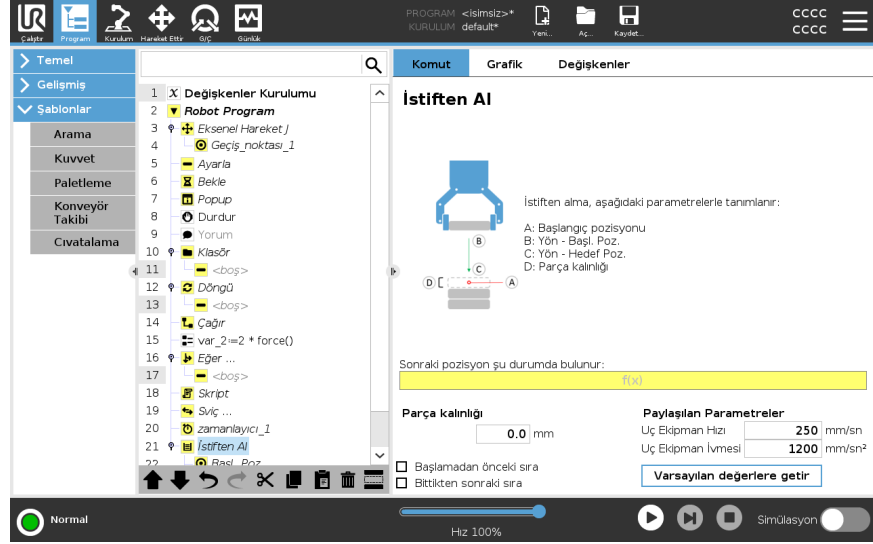 UR
PROGRAM <isimsiz>*
KURULUM default*
CCCC
CCCC
Çalıştır Program Kurulum Hareket Ettir G/Ç Günlük Yeni... Aç... Kaydet...
Temel
Gelişmiş
Şablonlar
Arama
Kuvvet
Paletleme
Konveyör
Takibi
Cıvatalama
1 X Değişkenler Kurulumu
2 Robot Program
3 Eksenel Hareket J
4 Geçiş_noktası_1
5 Ayarla
6 Bekle
7 Popup
8 Durdur
9 Yorum
10 Klasör
11 <boş>
12 Döngü
13 <boş>
14 Çağır
15 var_2≔2 * force()
16 Eğer ...
17 <boş>
18 Skript
19 Sviç ...
20 zamanlayıcı_1
21 İstiften Al
22 Başl_Poz
Komut Grafik Değişkenler
İstiften Al
İstiften alma, aşağıdaki parametrelerle tanımlanır:
A: Başlangıç pozisyonu
B: Yön - Başl. Poz.
C: Yön - Hedef Poz.
D: Parça kalınlığı
B
C
D
A
Sonraki pozisyon şu durumda bulunur:
f(x)
Parça kalınlığı
0.0 mm
Paylaşılan Parametreler
Uç Ekipman Hızı 250 mm/sn
Uç Ekipman İvmesi 1200 mm/sn²
Başlamadan önceki sıra
Bittikten sonraki sıra
Varsayılan değerlere getir
Normal
Hız 100%
Simülasyon